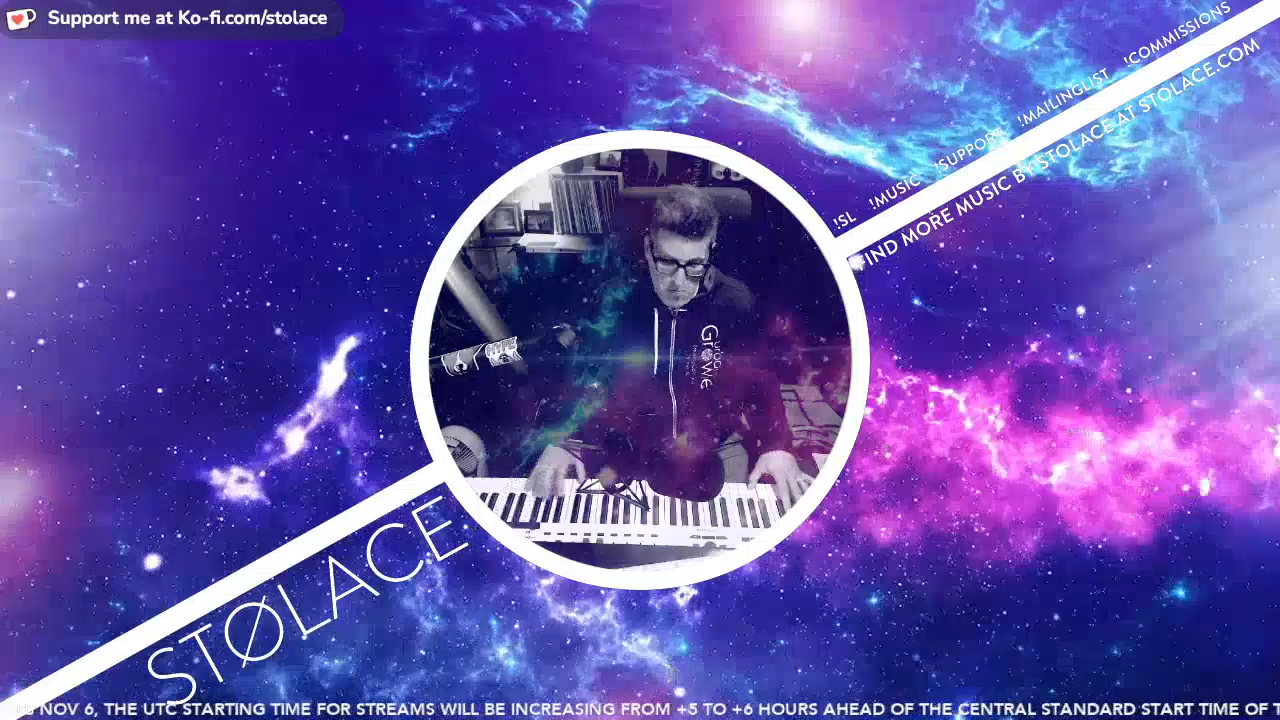 Support me at Ko-fi.com/stolace
!SL !MUSIC !SUPPORT !MAILINGLIST !COMMISSIONS
FIND MORE MUSIC BY STOLACE AT STOLACE.COM
STØLACE
NOV 6, THE UTC STARTING TIME FOR STREAMS WILL BE INCREASING FROM +5 TO +6 HOURS AHEAD OF THE CENTRAL STANDARD START TIME OF